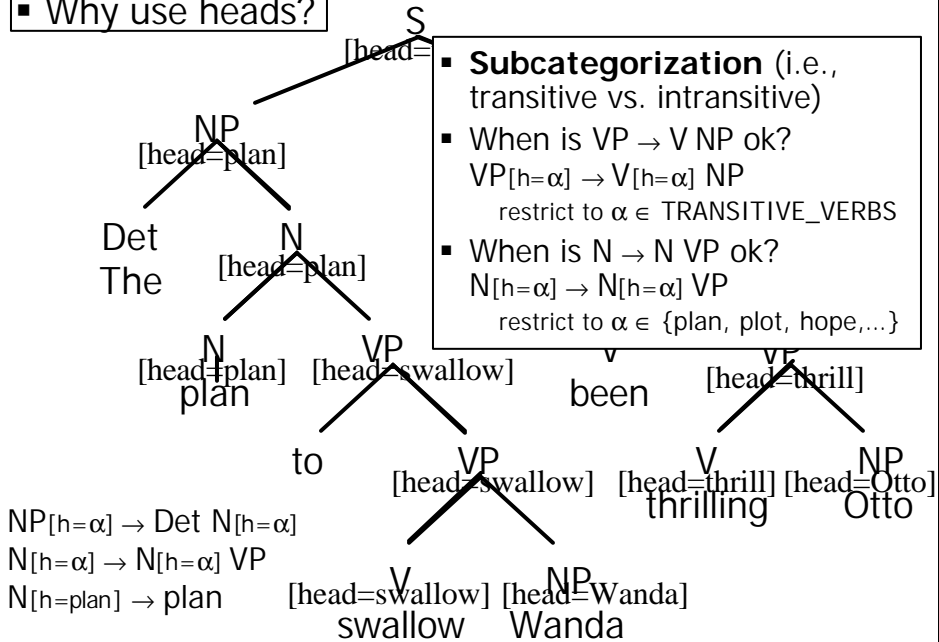 ▪ Why use heads?
S
[head=
▪ Subcategorization (i.e.,
transitive vs. intransitive)
▪ When is VP → V NP ok?
VP[h=α] → V[h=α] NP
restrict to α ∈ TRANSITIVE_VERBS
▪ When is N → N VP ok?
N[h=α] → N[h=α] VP
restrict to α ∈ {plan, plot, hope,…}
NP
[head=plan]
Det
The
N
[head=plan]
N
[head=plan]
plan
VP
[head=swallow]
V
been
VP
[head=thrill]
to
VP
[head=swallow]
V
[head=thrill]
thrilling
NP
[head=Otto]
Otto
NP[h=α] → Det N[h=α]
N[h=α] → N[h=α] VP
N[h=plan] → plan
V
[head=swallow]
swallow
NP
[head=Wanda]
Wanda